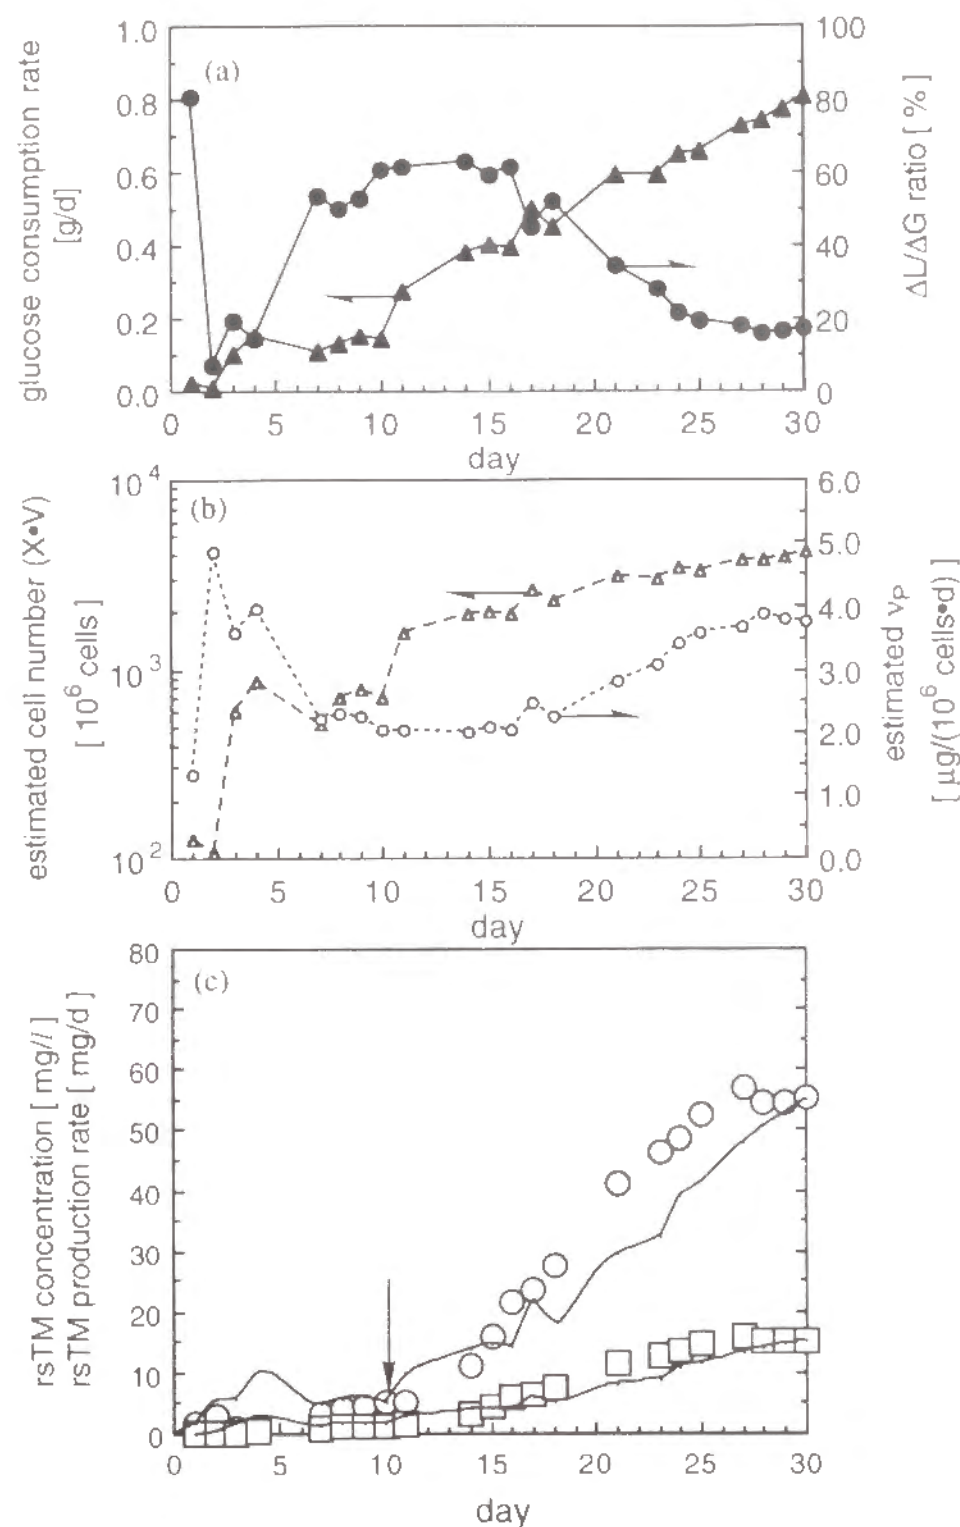 (a)
glucose consumption rate
[g/d]
1.0
0.8
0.6
0.4
0.2
0.0
100
80
60
40
20
0
ΔL/ΔG ratio [ % ]
0 5 10 15 20 25 30
day
(b)
estimated cell number (X•V)
[ 10^6 cells ]
10^4
10^3
10^2
6.0
5.0
4.0
3.0
2.0
1.0
0.0
estimated νP
[ µg/(10^6 cells•d) ]
0 5 10 15 20 25 30
day
(c)
rsTM concentration [ mg/l ]
rsTM production rate [ mg/d ]
80
70
60
50
40
30
20
10
0
0 5 10 15 20 25 30
day